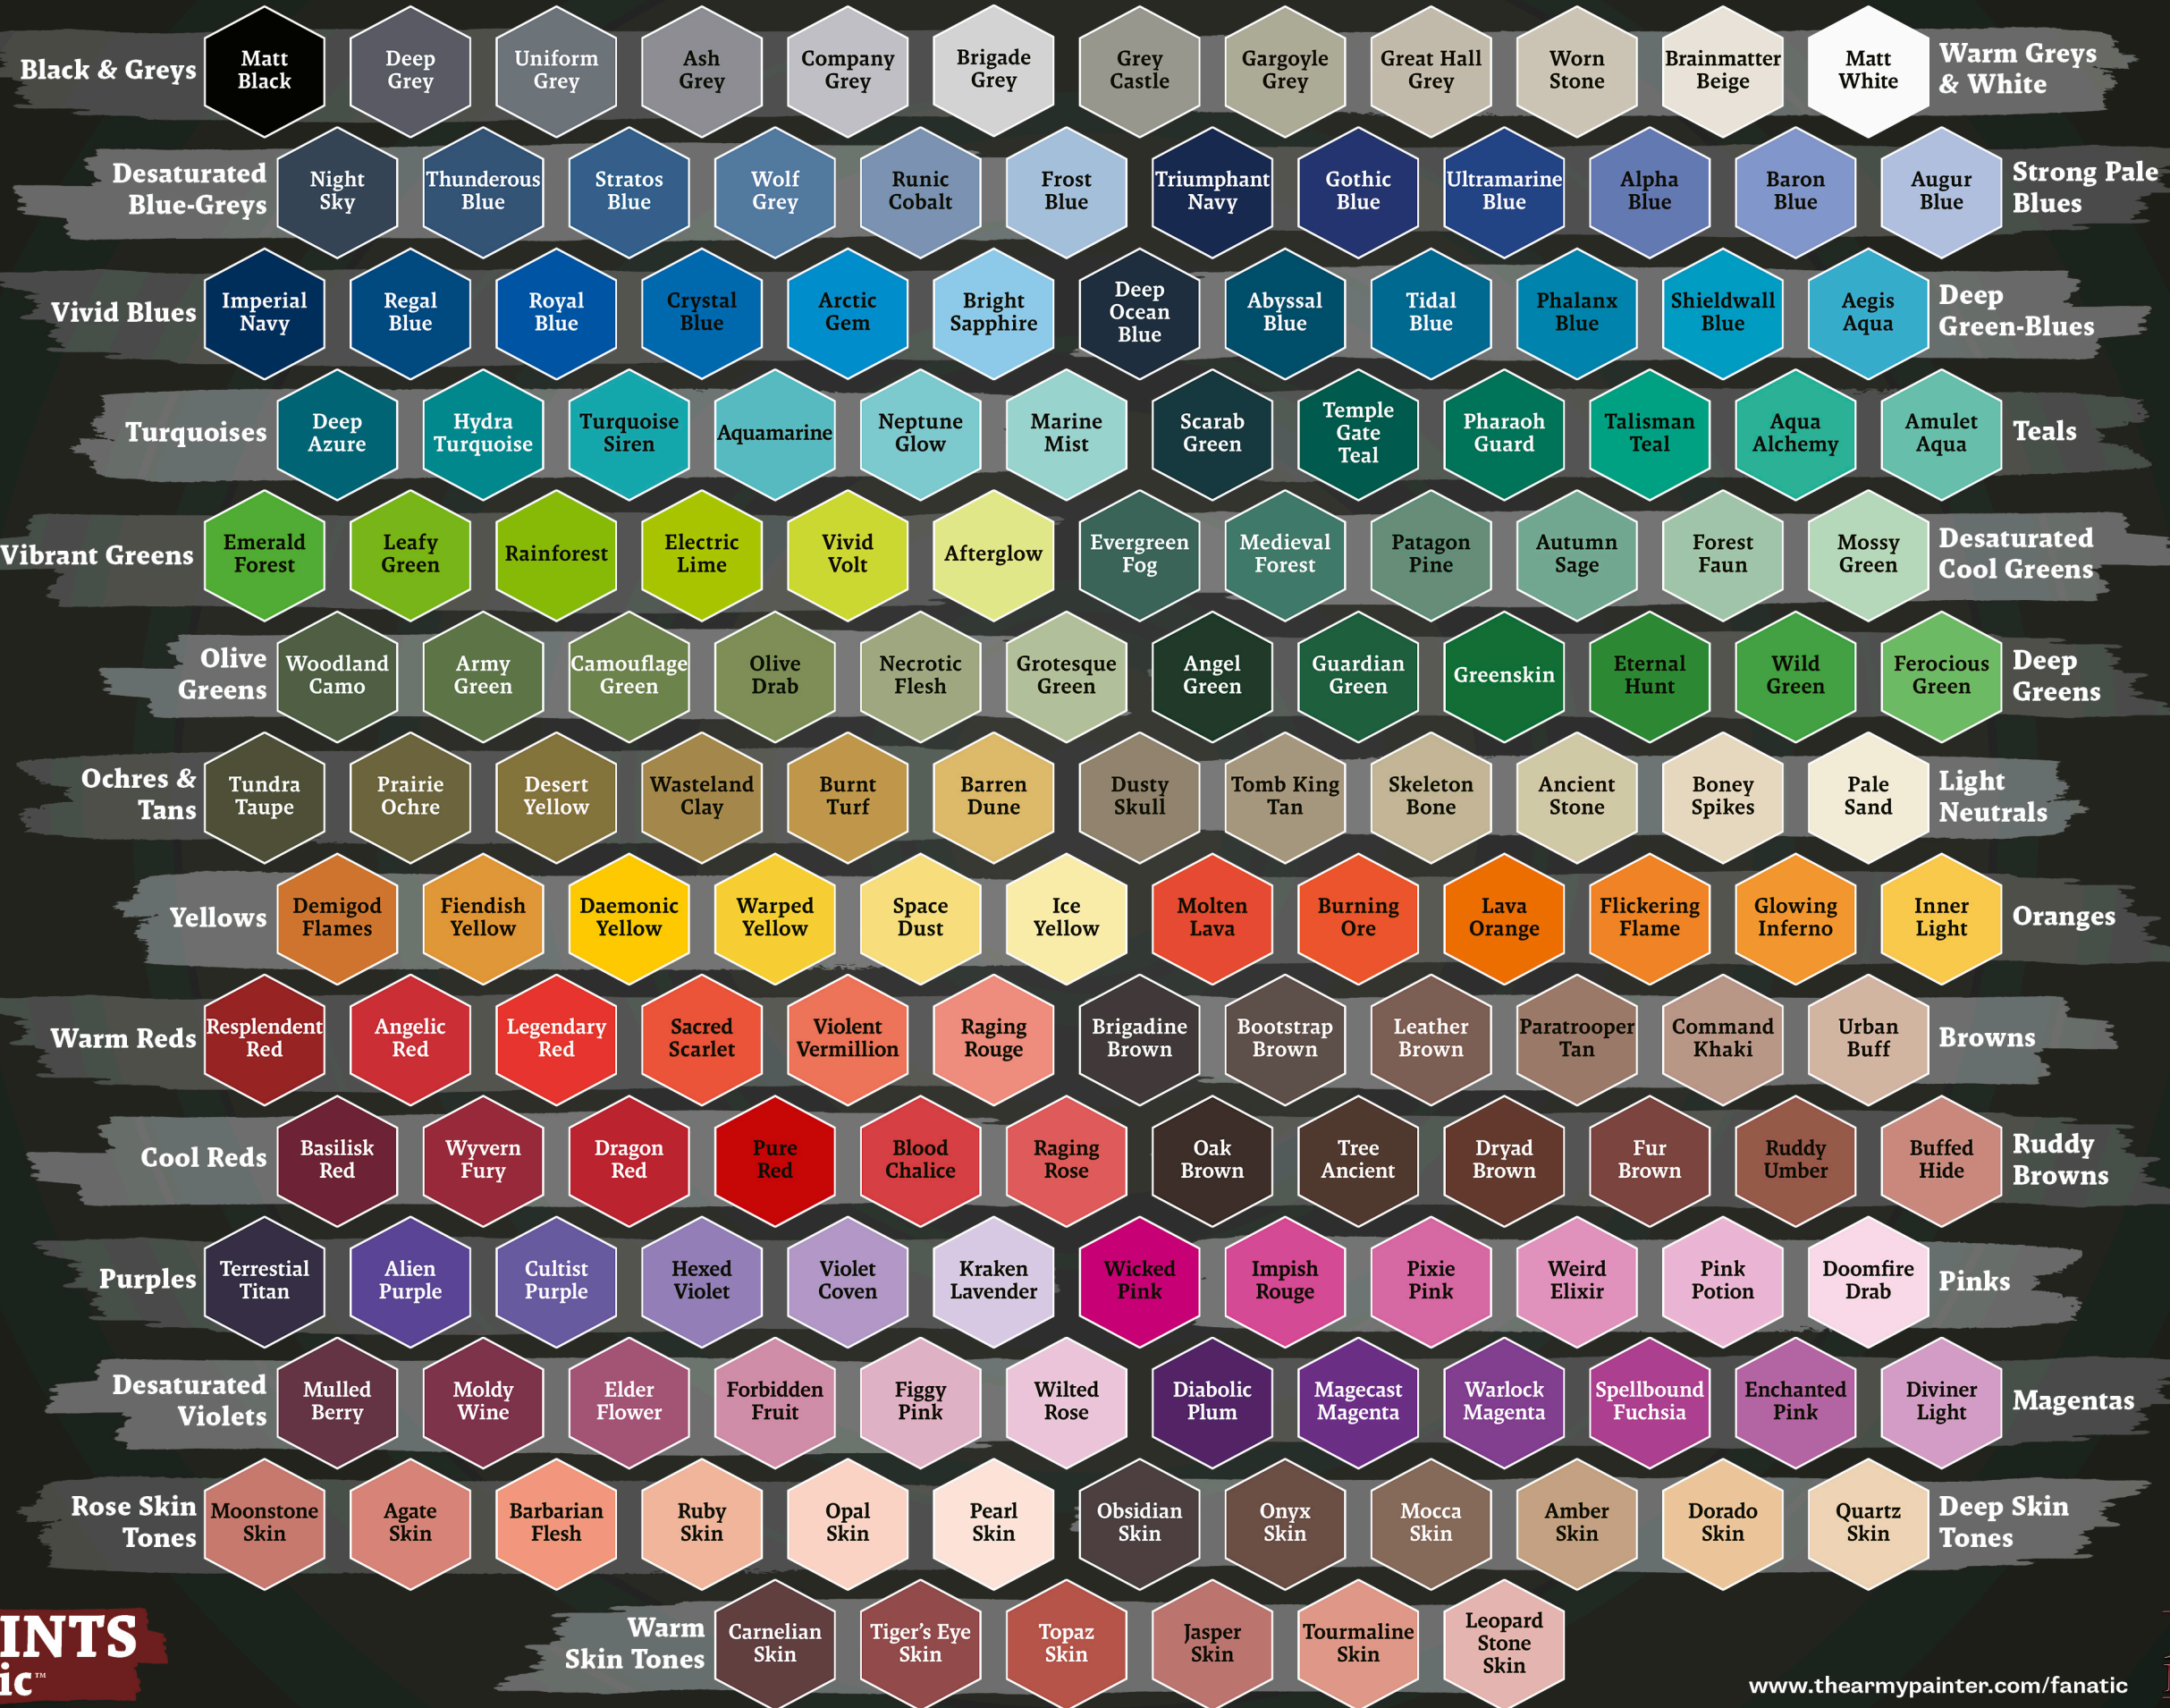 Black & Greys
Matt
Black
Deep
Grey
Uniform
Grey
Ash
Grey
Company
Grey
Brigade
Grey
Grey
Castle
Gargoyle
Grey
Great Hall
Grey
Worn
Stone
Brainmatter
Beige
Matt
White
Warm Greys
& White
Desaturated
Blue-Greys
Night
Sky
Thunderous
Blue
Stratos
Blue
Wolf
Grey
Runic
Cobalt
Frost
Blue
Triumphant
Navy
Gothic
Blue
Ultramarine
Blue
Alpha
Blue
Baron
Blue
Augur
Blue
Strong Pale
Blues
Vivid Blues
Imperial
Navy
Regal
Blue
Royal
Blue
Crystal
Blue
Arctic
Gem
Bright
Sapphire
Deep
Ocean
Blue
Abyssal
Blue
Tidal
Blue
Phalanx
Blue
Shieldwall
Blue
Aegis
Aqua
Deep
Green-Blues
Turquoises
Deep
Azure
Hydra
Turquoise
Turquoise
Siren
Aquamarine
Neptune
Glow
Marine
Mist
Scarab
Green
Temple
Gate
Teal
Pharaoh
Guard
Talisman
Teal
Aqua
Alchemy
Amulet
Aqua
Teals
Vibrant Greens
Emerald
Forest
Leafy
Green
Rainforest
Electric
Lime
Vivid
Volt
Afterglow
Evergreen
Fog
Medieval
Forest
Patagon
Pine
Autumn
Sage
Forest
Faun
Mossy
Green
Desaturated
Cool Greens
Olive
Greens
Woodland
Camo
Army
Green
Camouflage
Green
Olive
Drab
Necrotic
Flesh
Grotesque
Green
Angel
Green
Guardian
Green
Greenskin
Eternal
Hunt
Wild
Green
Ferocious
Green
Deep
Greens
Ochres &
Tans
Tundra
Taupe
Prairie
Ochre
Desert
Yellow
Wasteland
Clay
Burnt
Turf
Barren
Dune
Dusty
Skull
Tomb King
Tan
Skeleton
Bone
Ancient
Stone
Boney
Spikes
Pale
Sand
Light
Neutrals
Yellows
Demigod
Flames
Fiendish
Yellow
Daemonic
Yellow
Warped
Yellow
Space
Dust
Ice
Yellow
Molten
Lava
Burning
Ore
Lava
Orange
Flickering
Flame
Glowing
Inferno
Inner
Light
Oranges
Warm Reds
Resplendent
Red
Angelic
Red
Legendary
Red
Sacred
Scarlet
Violent
Vermillion
Raging
Rouge
Brigadine
Brown
Bootstrap
Brown
Leather
Brown
Paratrooper
Tan
Command
Khaki
Urban
Buff
Browns
Cool Reds
Basilisk
Red
Wyvern
Fury
Dragon
Red
Pure
Red
Blood
Chalice
Raging
Rose
Oak
Brown
Tree
Ancient
Dryad
Brown
Fur
Brown
Ruddy
Umber
Buffed
Hide
Ruddy
Browns
Purples
Terrestial
Titan
Alien
Purple
Cultist
Purple
Hexed
Violet
Violet
Coven
Kraken
Lavender
Wicked
Pink
Impish
Rouge
Pixie
Pink
Weird
Elixir
Pink
Potion
Doomfire
Drab
Pinks
Desaturated
Violets
Mulled
Berry
Moldy
Wine
Elder
Flower
Forbidden
Fruit
Figgy
Pink
Wilted
Rose
Diabolic
Plum
Magecast
Magenta
Warlock
Magenta
Spellbound
Fuchsia
Enchanted
Pink
Diviner
Light
Magentas
Rose Skin
Tones
Moonstone
Skin
Agate
Skin
Barbarian
Flesh
Ruby
Skin
Opal
Skin
Pearl
Skin
Obsidian
Skin
Onyx
Skin
Mocca
Skin
Amber
Skin
Dorado
Skin
Quartz
Skin
Deep Skin
Tones
Warm
Skin Tones
Carnelian
Skin
Tiger's Eye
Skin
Topaz
Skin
Jasper
Skin
Tourmaline
Skin
Leopard
Stone
Skin
INTS
ic™
www.thearmypainter.com/fanatic